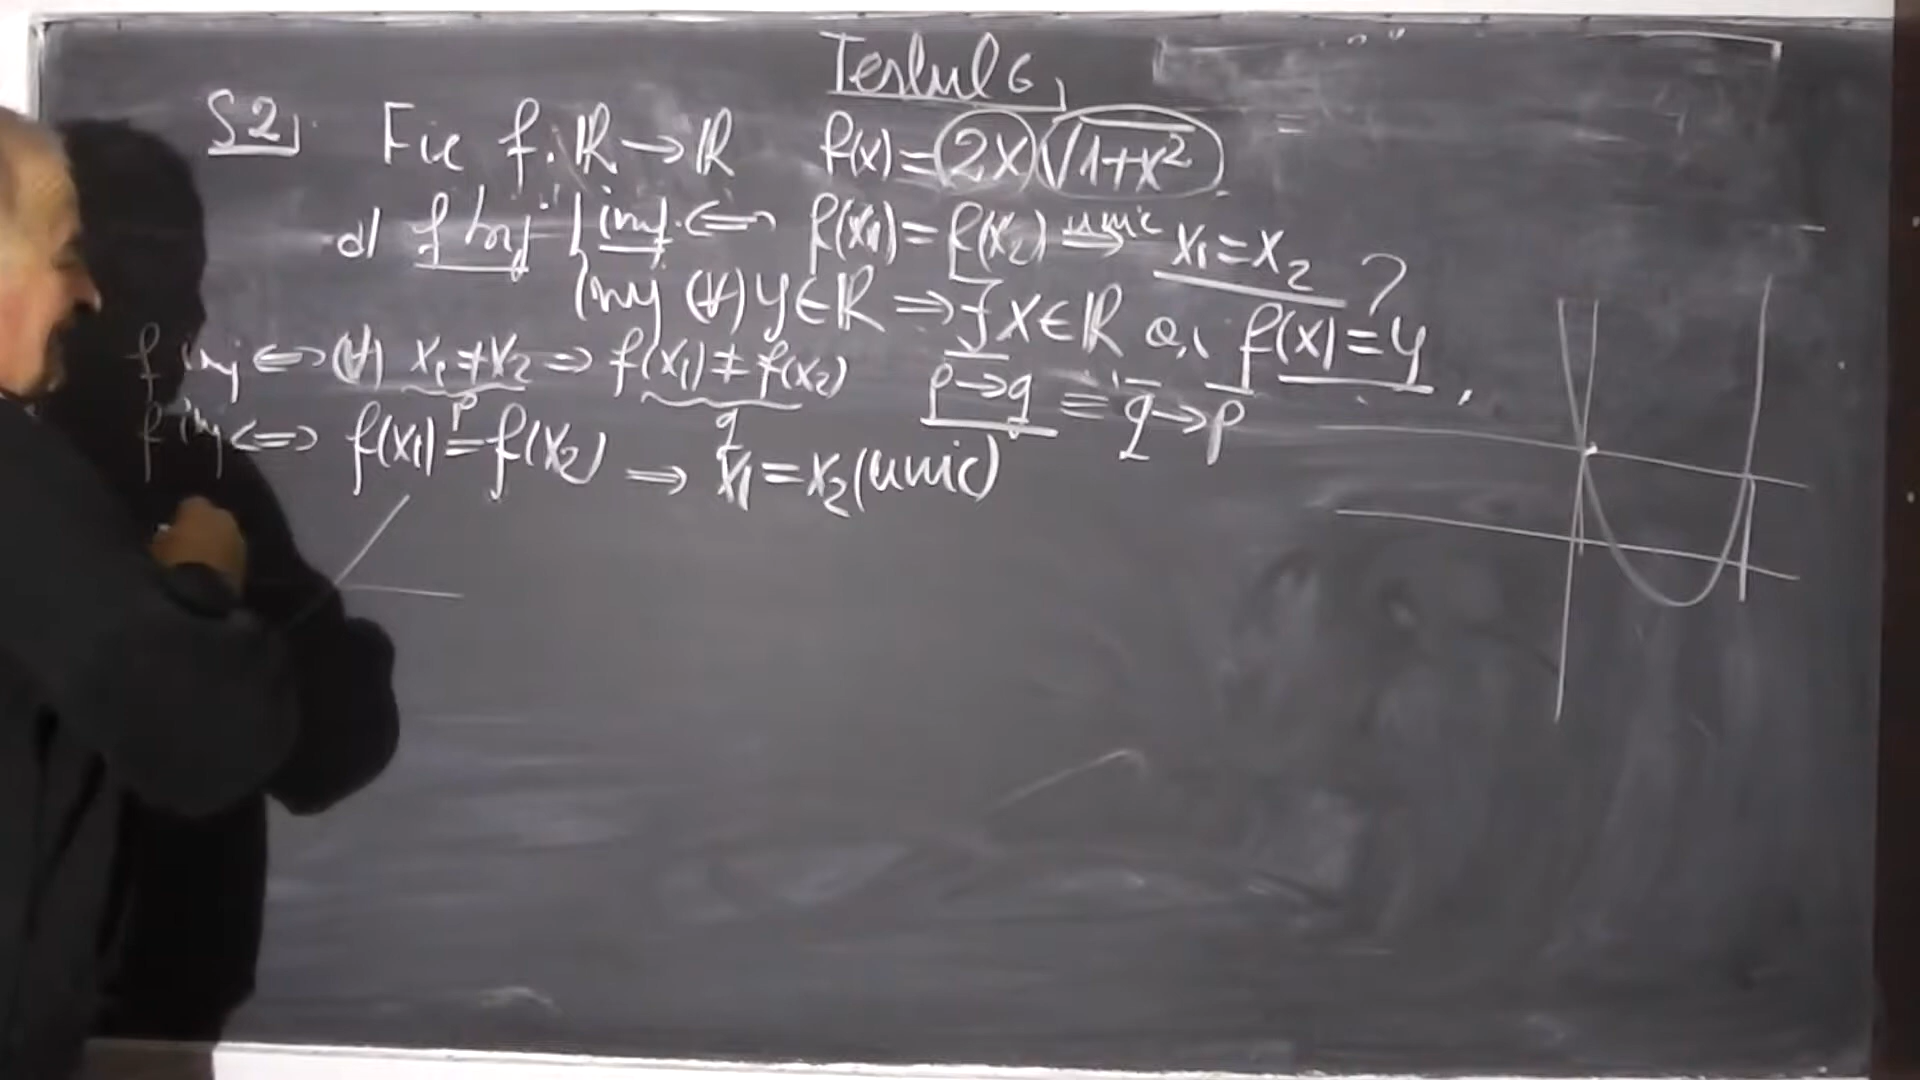 Testul 6
S2 Fie f: ℝ→ℝ f(x)=2x√1+x²
a) f bij inj. ⇔ f(x₁)=f(x₂) unic ⇒ x₁=x₂ ?
(∀) y∈ℝ ⇒ ∃ x∈ℝ a.î f(x)=y.
f inj ⇔ (∀) x₁≠x₂ ⇒ f(x₁)≠f(x₂) p→q ≡ q̄→p̄
p q
f inj ⇔ f(x₁)=f(x₂) ⇒ x₁=x₂ (unic)